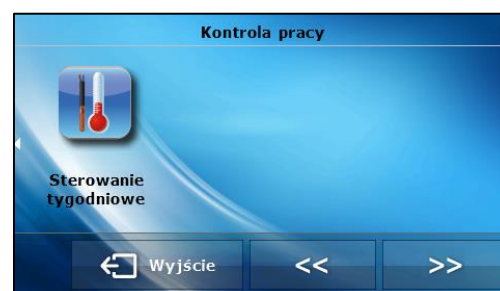 Kontrola pracy
Sterowanie
tygodniowe
Wyjście
<<
>>